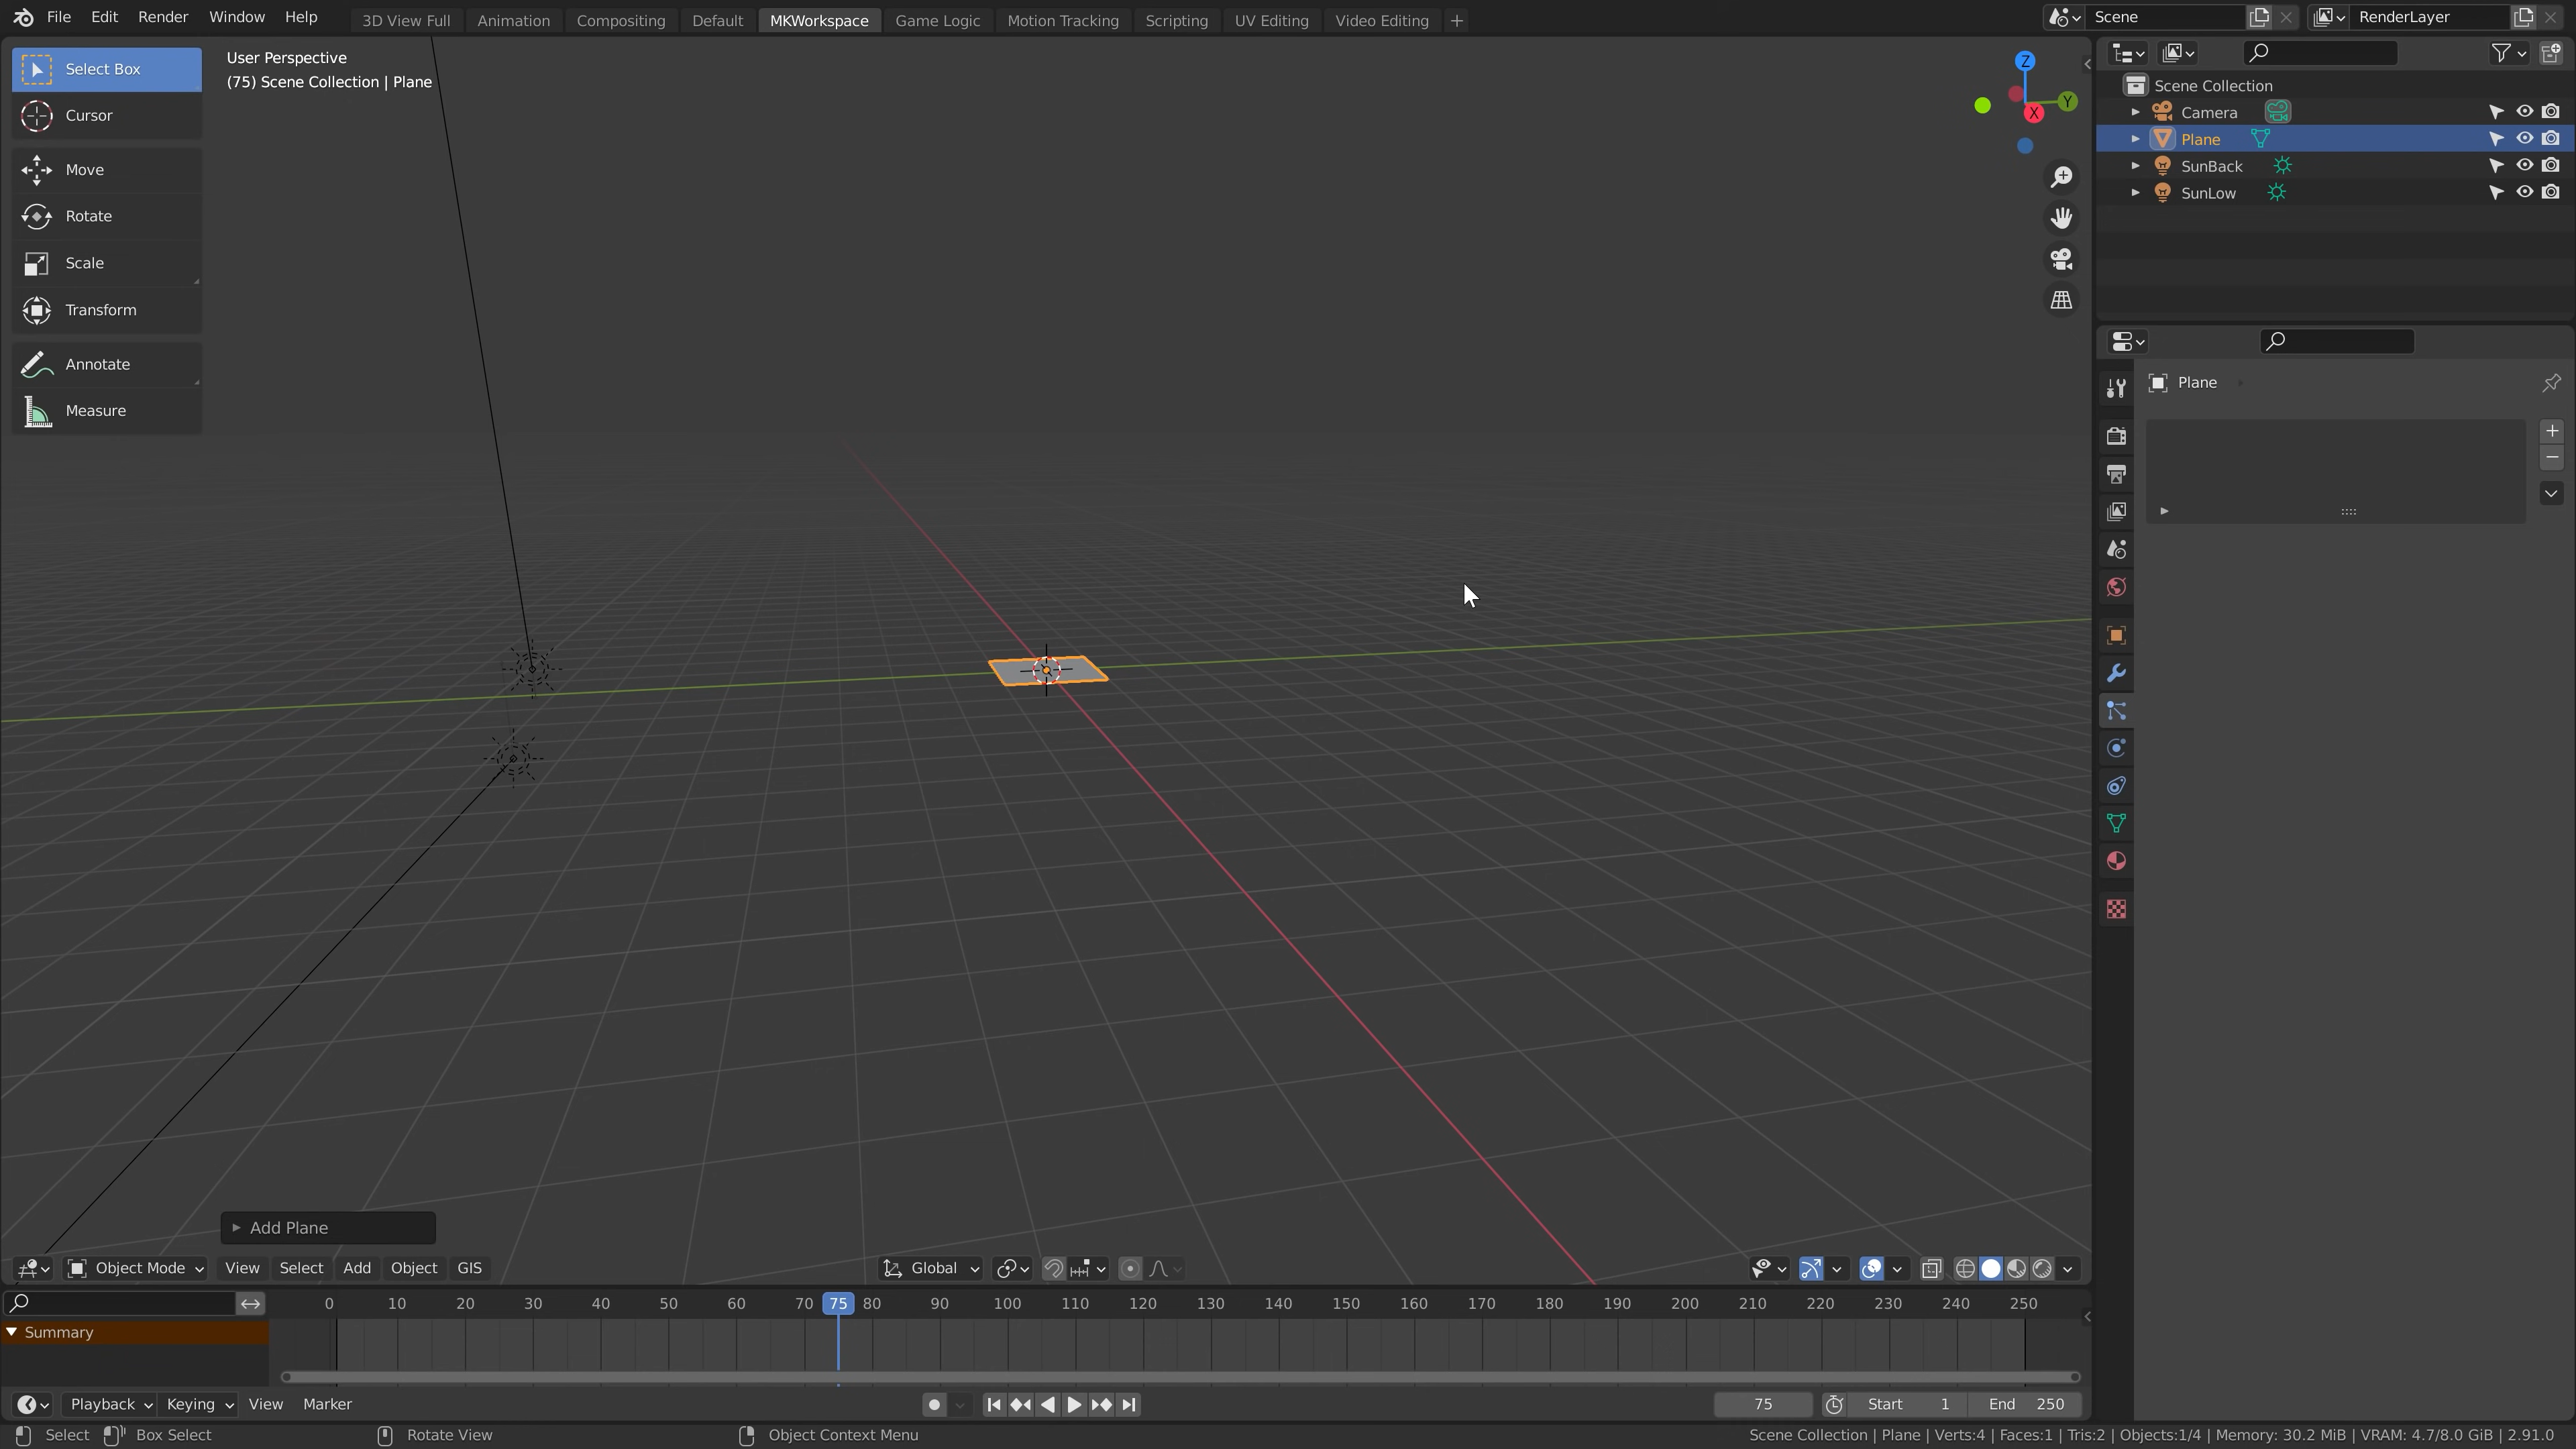 File Edit Render Window Help 3D View Full Animation Compositing Default MKWorkspace Game Logic Motion Tracking Scripting UV Editing Video Editing + Scene RenderLayer
Select Box
Cursor
Move
Rotate
Scale
Transform
Annotate
Measure
User Perspective
(75) Scene Collection | Plane
Z
Y
X
Scene Collection
Camera
Plane
SunBack
SunLow
Plane
Add Plane
Object Mode View Select Add Object GIS Global
0 10 20 30 40 50 60 70 75 80 90 100 110 120 130 140 150 160 170 180 190 200 210 220 230 240 250
Summary
Playback Keying View Marker 75 Start 1 End 250
Select Box Select Rotate View Object Context Menu Scene Collection | Plane | Verts:4 | Faces:1 | Tris:2 | Objects:1/4 | Memory: 30.2 MiB | VRAM: 4.7/8.0 GiB | 2.91.0